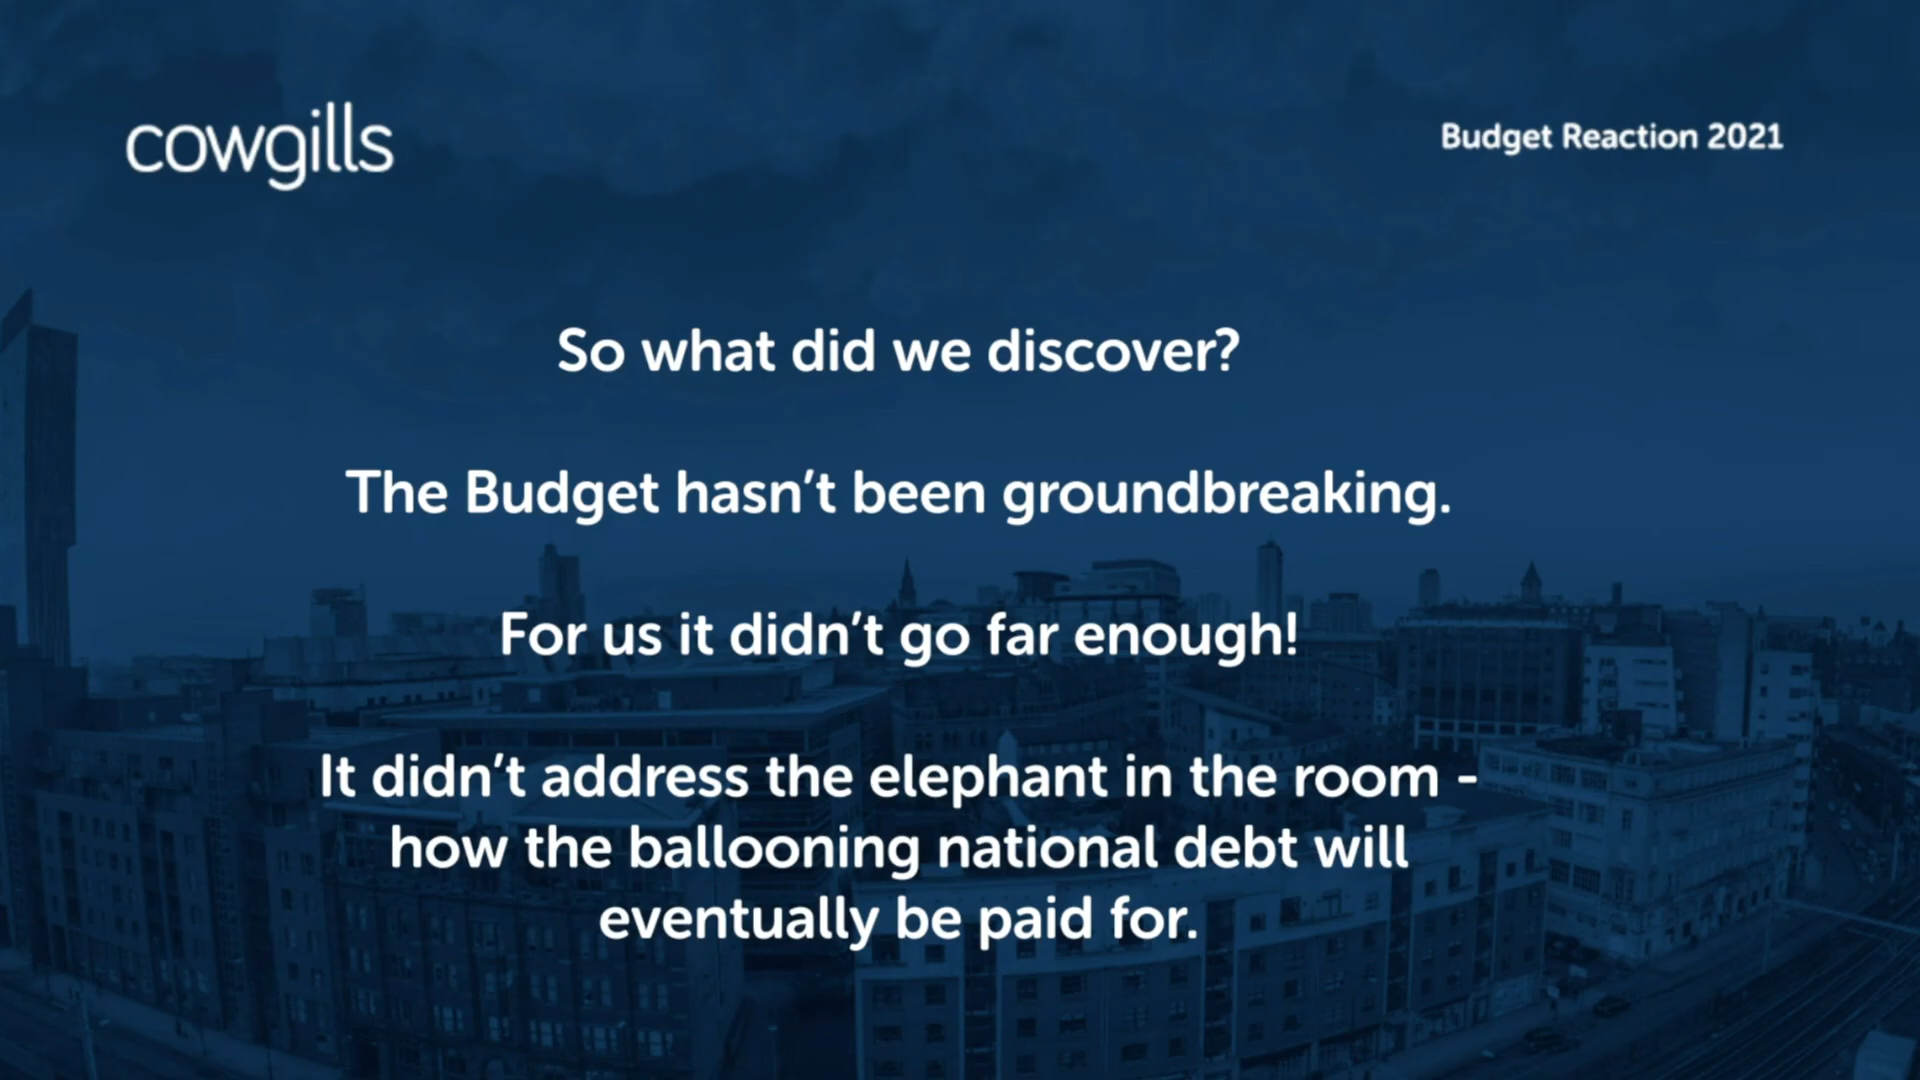 cowgills
Budget Reaction 2021
So what did we discover?
The Budget hasn’t been groundbreaking.
For us it didn’t go far enough!
It didn’t address the elephant in the room -
how the ballooning national debt will
eventually be paid for.